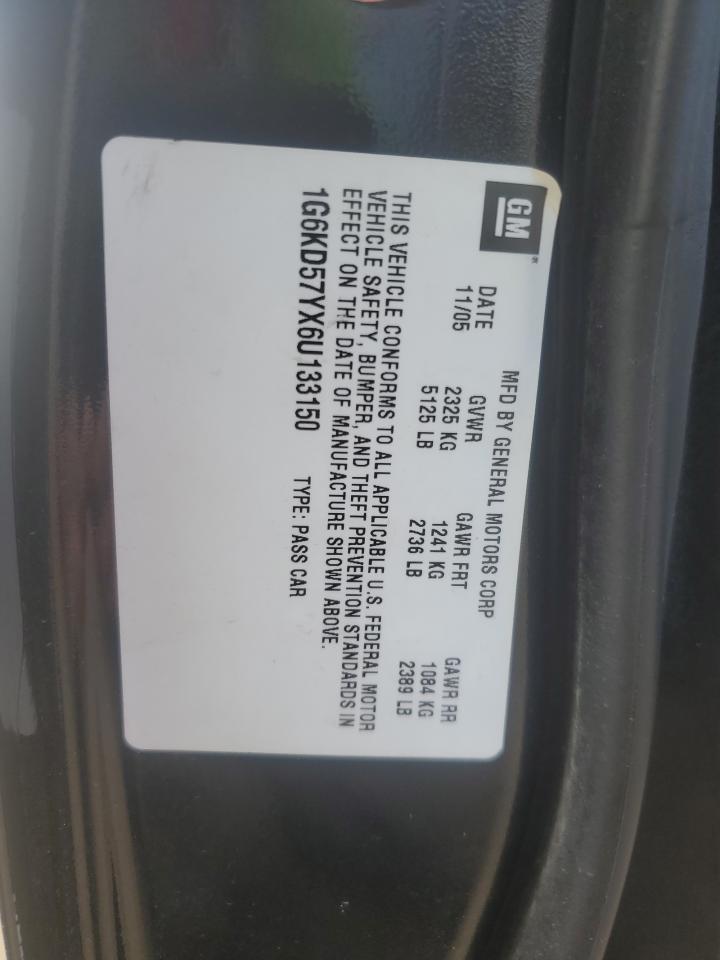 GM
MFD BY GENERAL MOTORS CORP
DATE GVWR GAWR FRT GAWR RR
11/05 2325 KG 1241 KG 1084 KG
5125 LB 2736 LB 2389 LB
THIS VEHICLE CONFORMS TO ALL APPLICABLE U.S. FEDERAL MOTOR
VEHICLE SAFETY, BUMPER, AND THEFT PREVENTION STANDARDS IN
EFFECT ON THE DATE OF MANUFACTURE SHOWN ABOVE.
1G6KD57YX6U133150 TYPE: PASS CAR